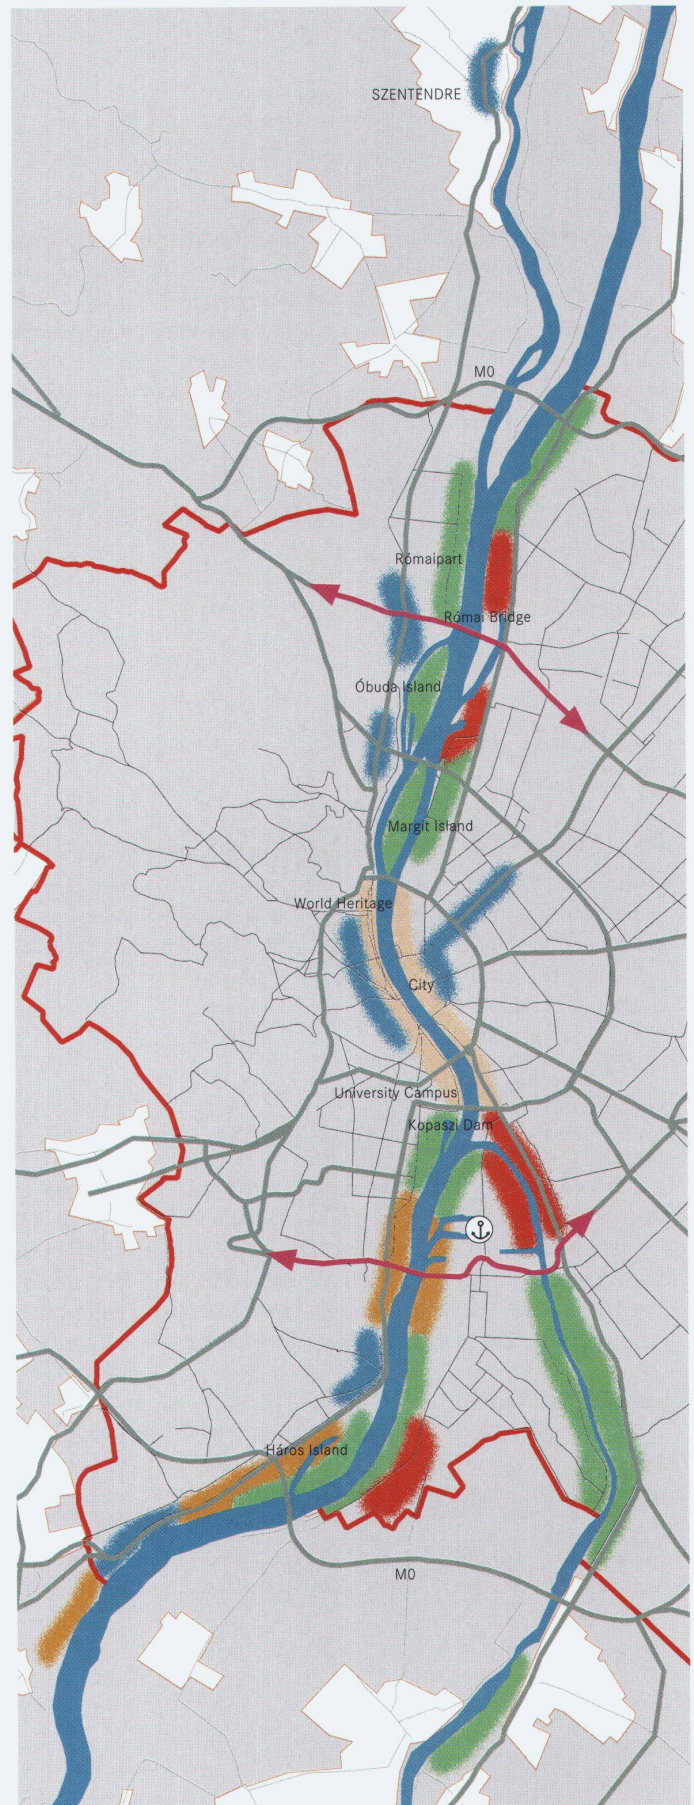 SZENTENDRE
M0
Rómaipart
Római Bridge
Óbuda Island
Margit Island
World Heritage
City
University Campus
Kopaszi Dam
Háros Island
M0